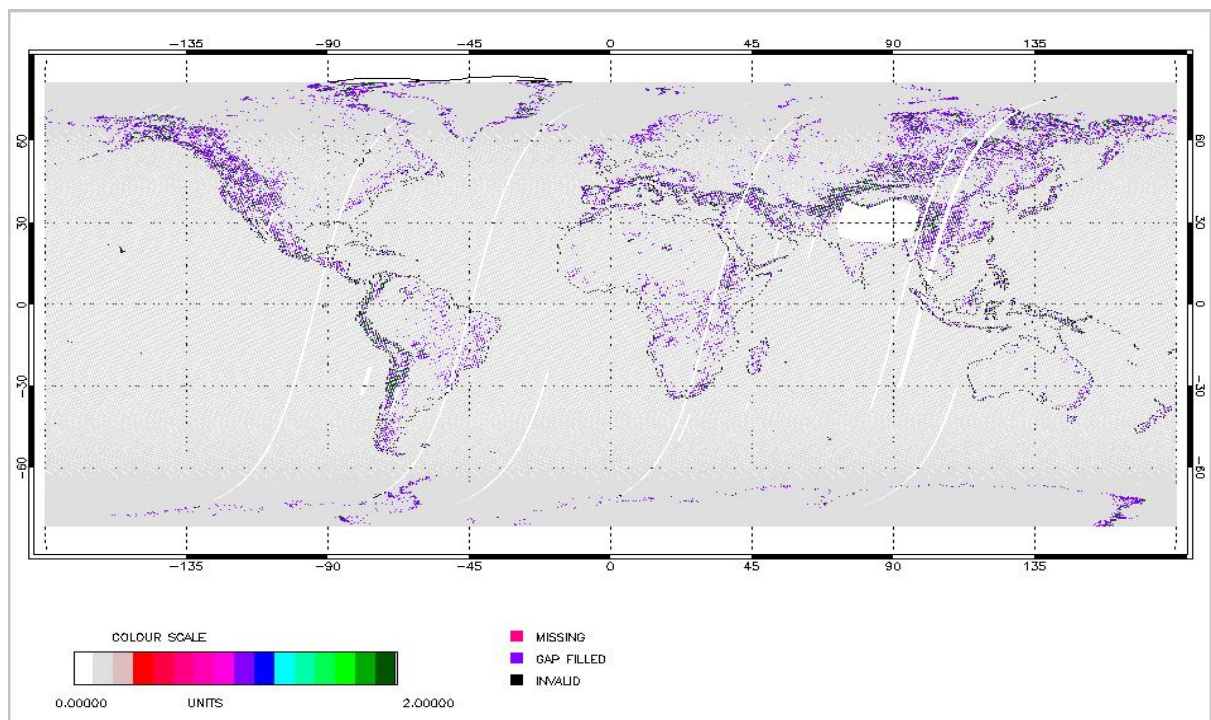 −135 −90 −45 0 45 90 135
60 60
30 30
0 0
−30 −30
−60 −60
−135 −90 −45 0 45 90 135
COLOUR SCALE
MISSING
GAP FILLED
INVALID
0.00000 UNITS 2.00000